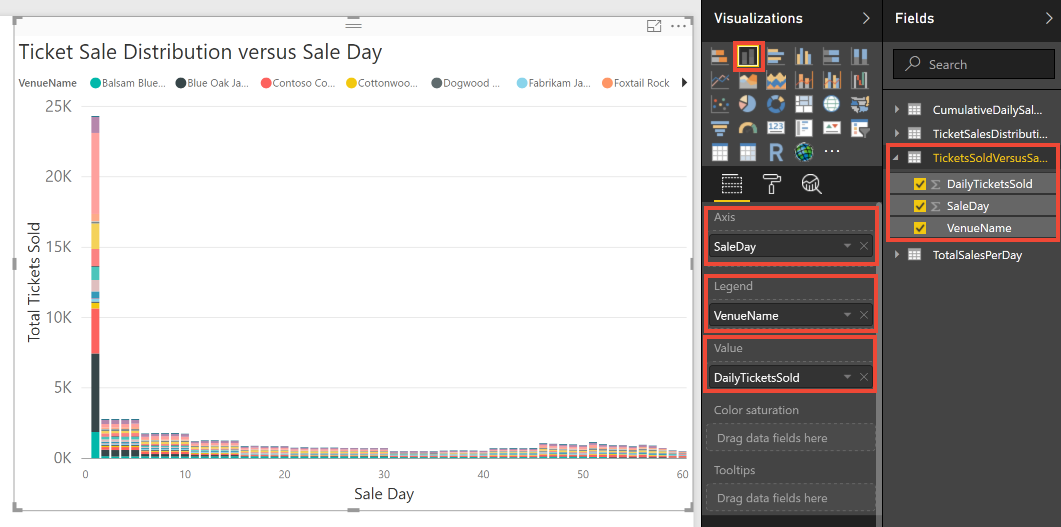 Ticket Sale Distribution versus Sale Day
VenueName Balsam Blue... Blue Oak Ja... Contoso Co... Cottonwoo... Dogwood ... Fabrikam Ja... Foxtail Rock
25K
20K
15K
10K
5K
0K
Total Tickets Sold
0 10 20 30 40 50 60
Sale Day
Visualizations
123
R
Axis
SaleDay
Legend
VenueName
Value
DailyTicketsSold
Color saturation
Drag data fields here
Tooltips
Drag data fields here
Fields
Search
CumulativeDailySal...
TicketSalesDistributi...
TicketsSoldVersusSa...
Σ DailyTicketsSold
Σ SaleDay
VenueName
TotalSalesPerDay